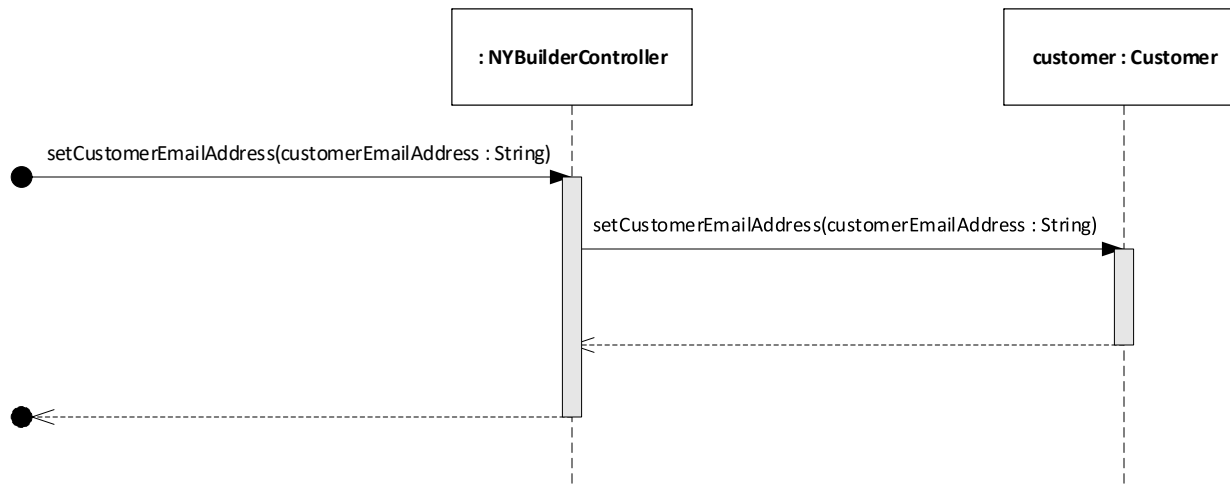 : NYBuilderController
customer : Customer
setCustomerEmailAddress(customerEmailAddress : String)
setCustomerEmailAddress(customerEmailAddress : String)